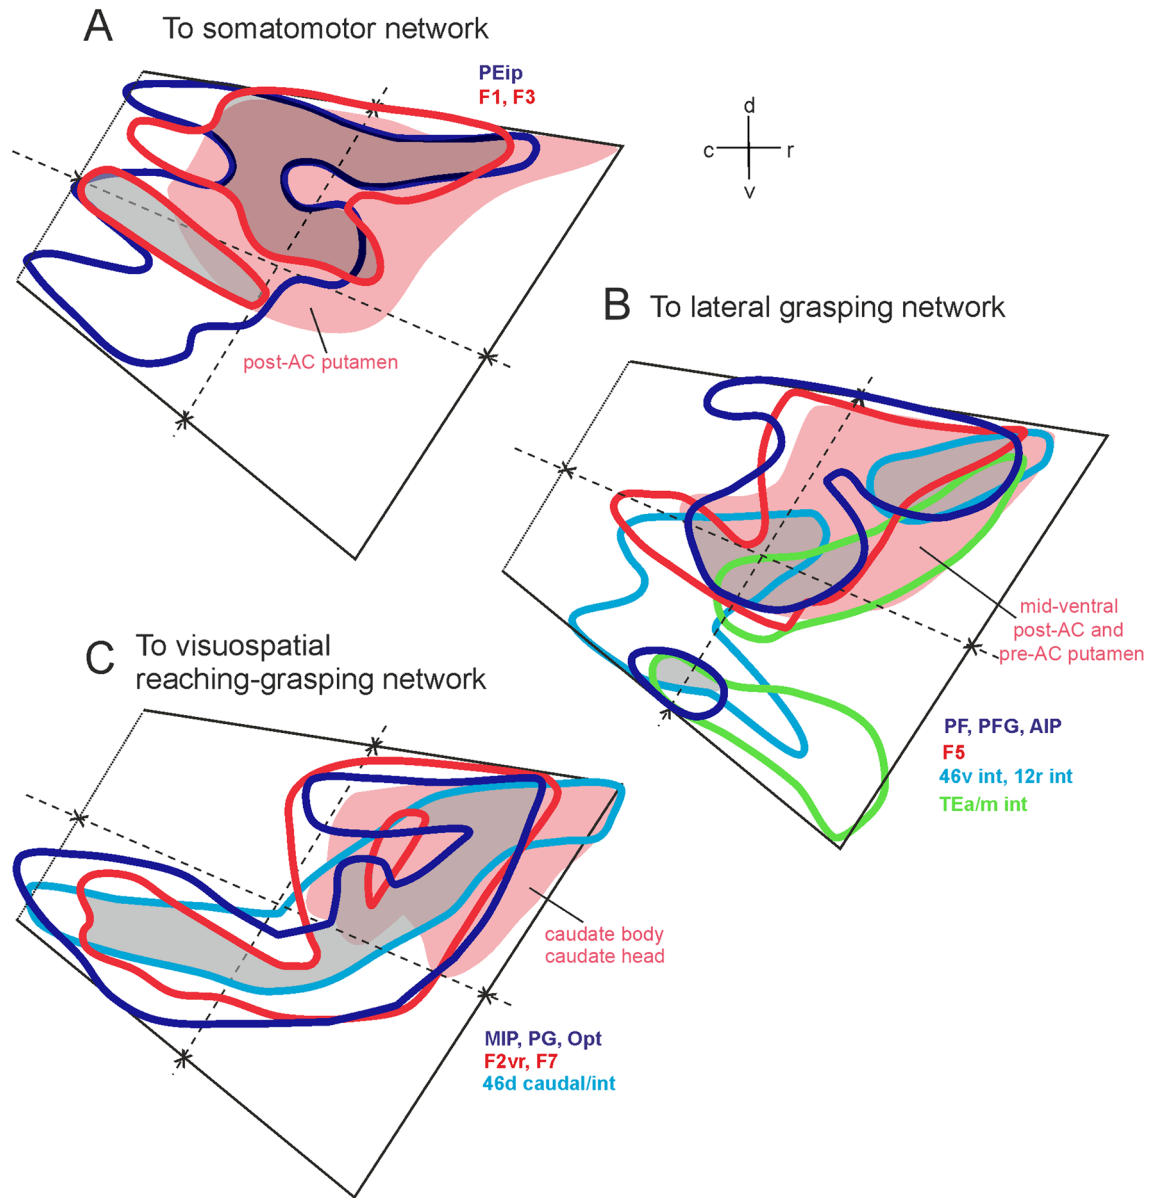 A
To somatomotor network
PEip
F1, F3
d
c
r
v
post-AC putamen
B
To lateral grasping network
mid-ventral
post-AC and
pre-AC putamen
PF, PFG, AIP
F5
46v int, 12r int
TEa/m int
C
To visuospatial
reaching-grasping network
caudate body
caudate head
MIP, PG, Opt
F2vr, F7
46d caudal/int